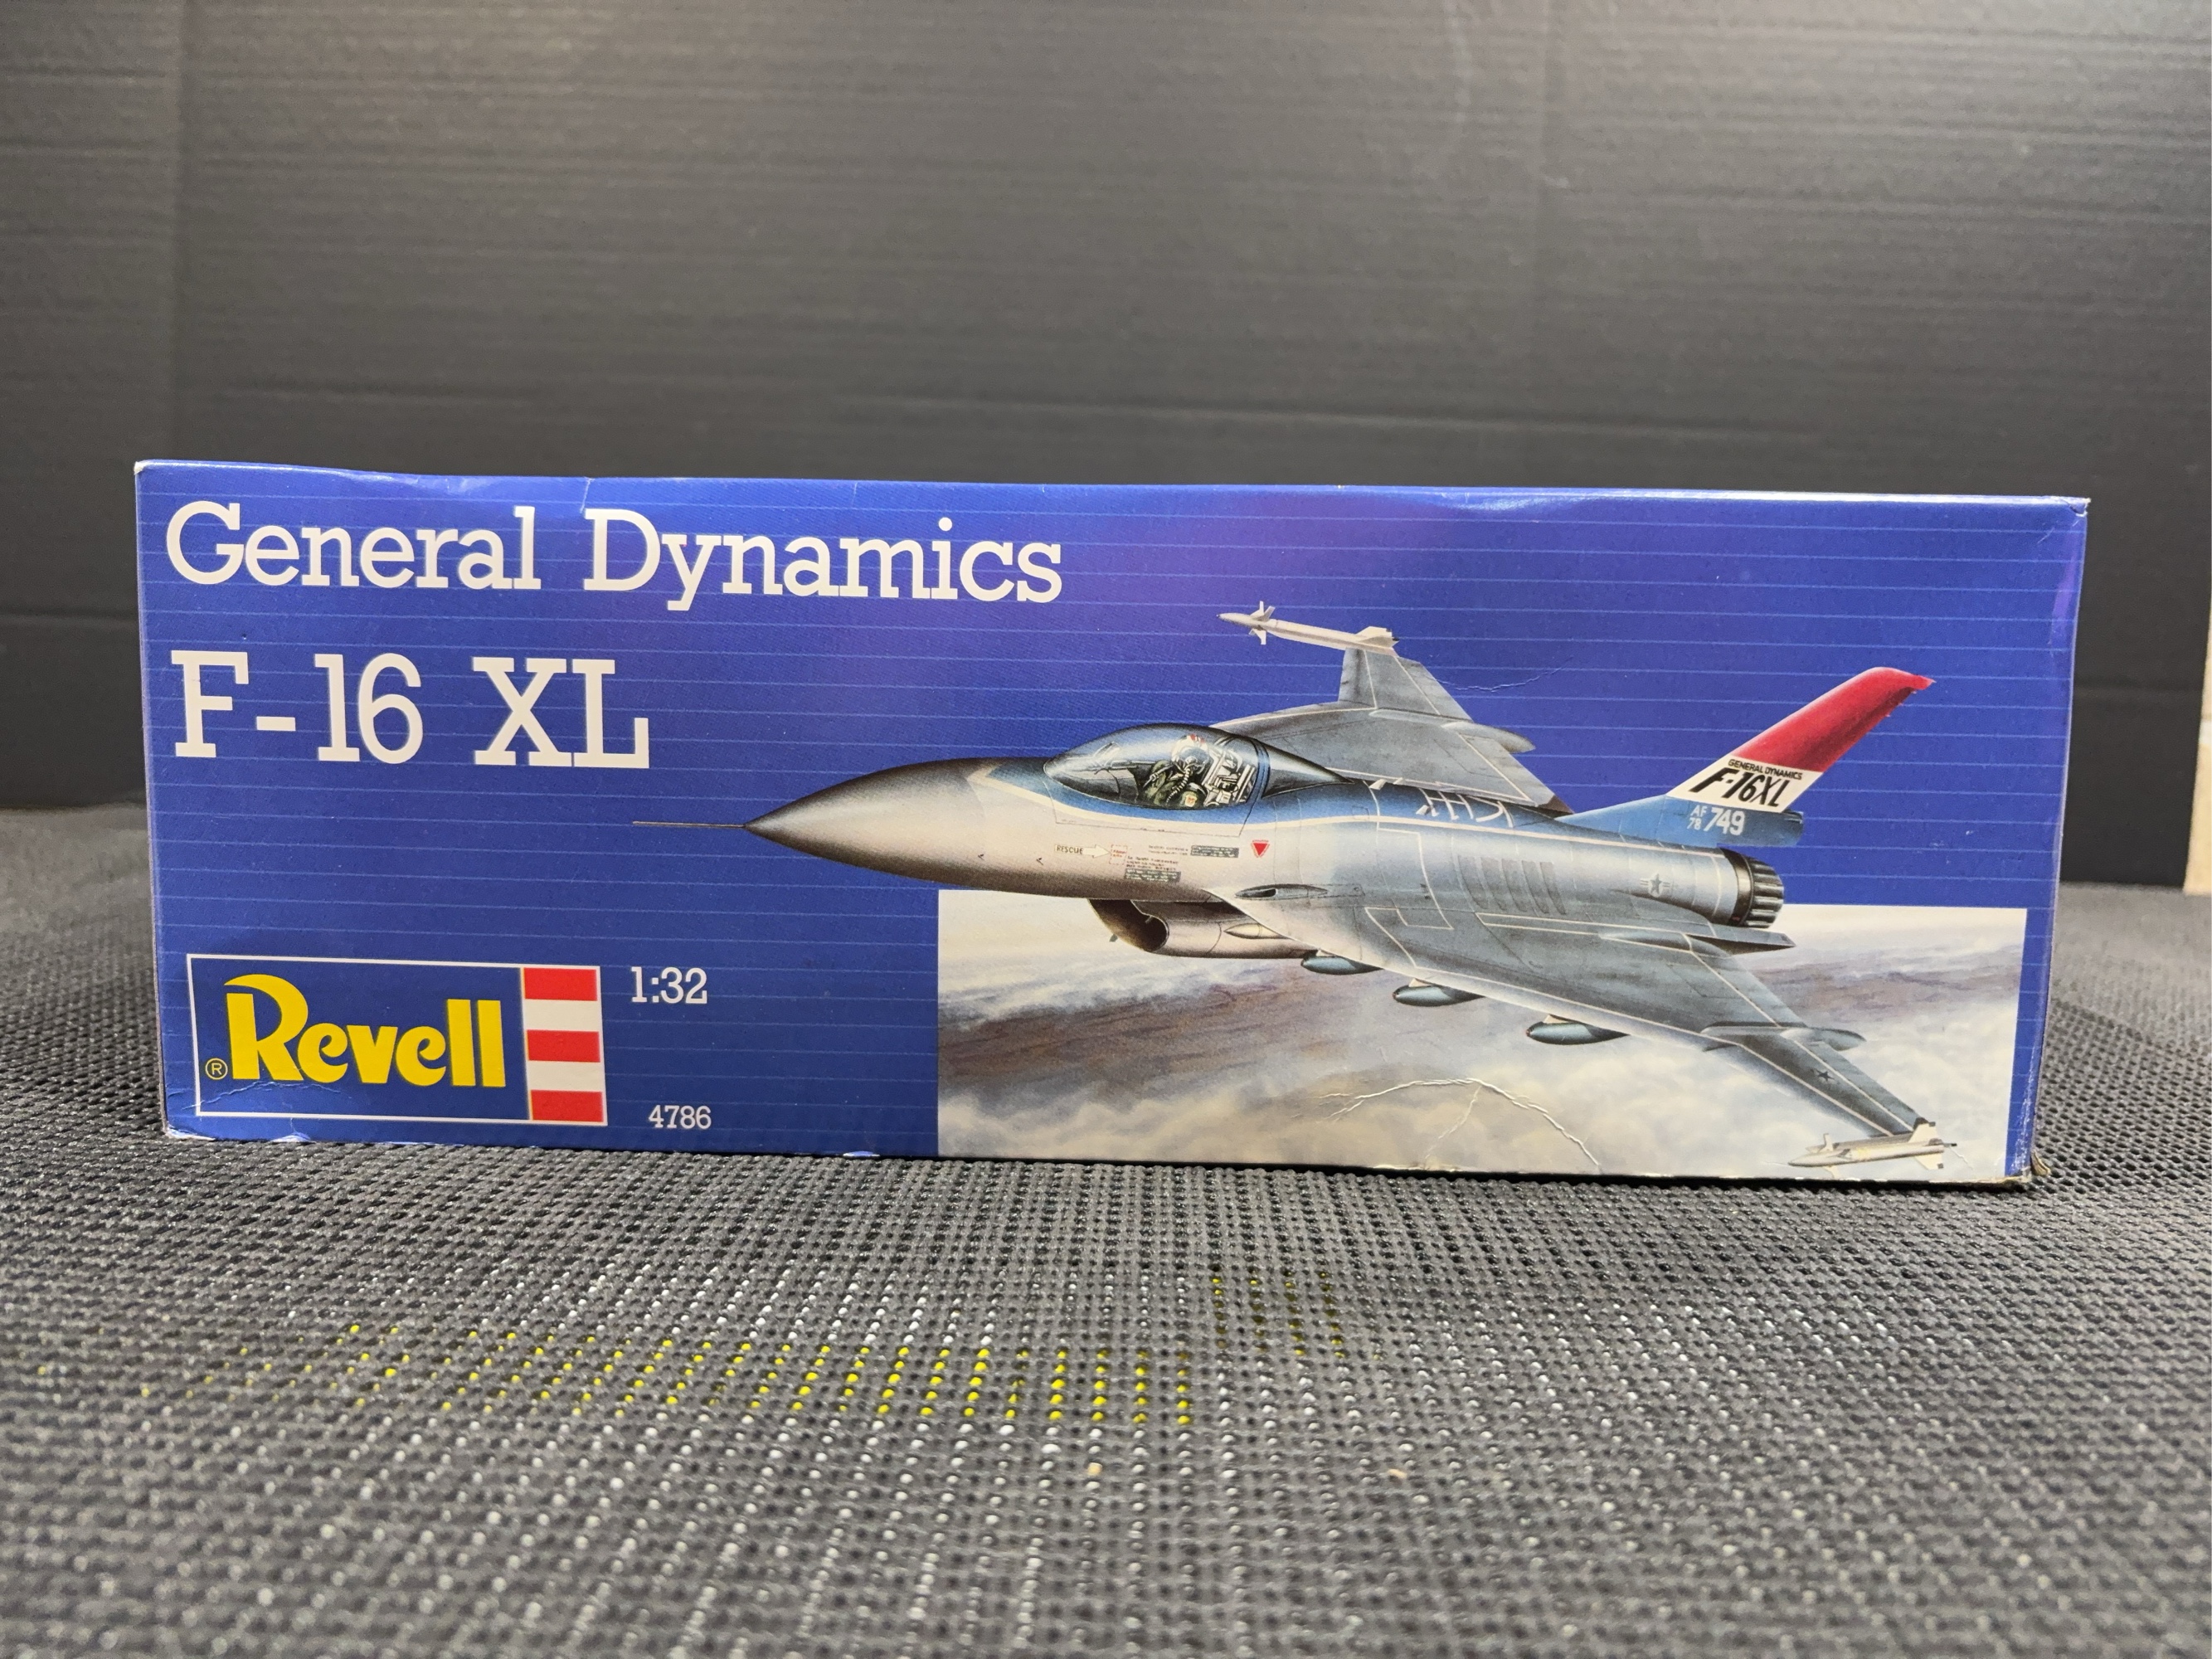 General Dynamics
F-16 XL
GENERAL DYNAMICS
F-16XL
AF
78 749
RESCUE
® Revell
1:32
4786